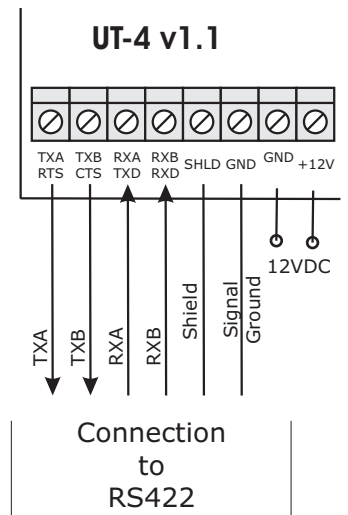 UT-4 v1.1
TXA TXB RXA RXB SHLD GND GND +12V
RTS CTS TXD RXD
12VDC
TXA
TXB
RXA
RXB
Shield
Signal
Ground
Connection
to
RS422